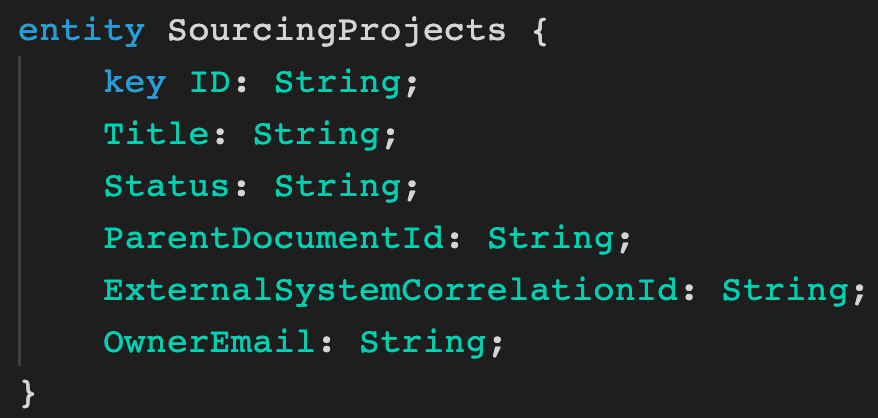 entity SourcingProjects {
key ID: String;
Title: String;
Status: String;
ParentDocumentId: String;
ExternalSystemCorrelationId: String;
OwnerEmail: String;
}